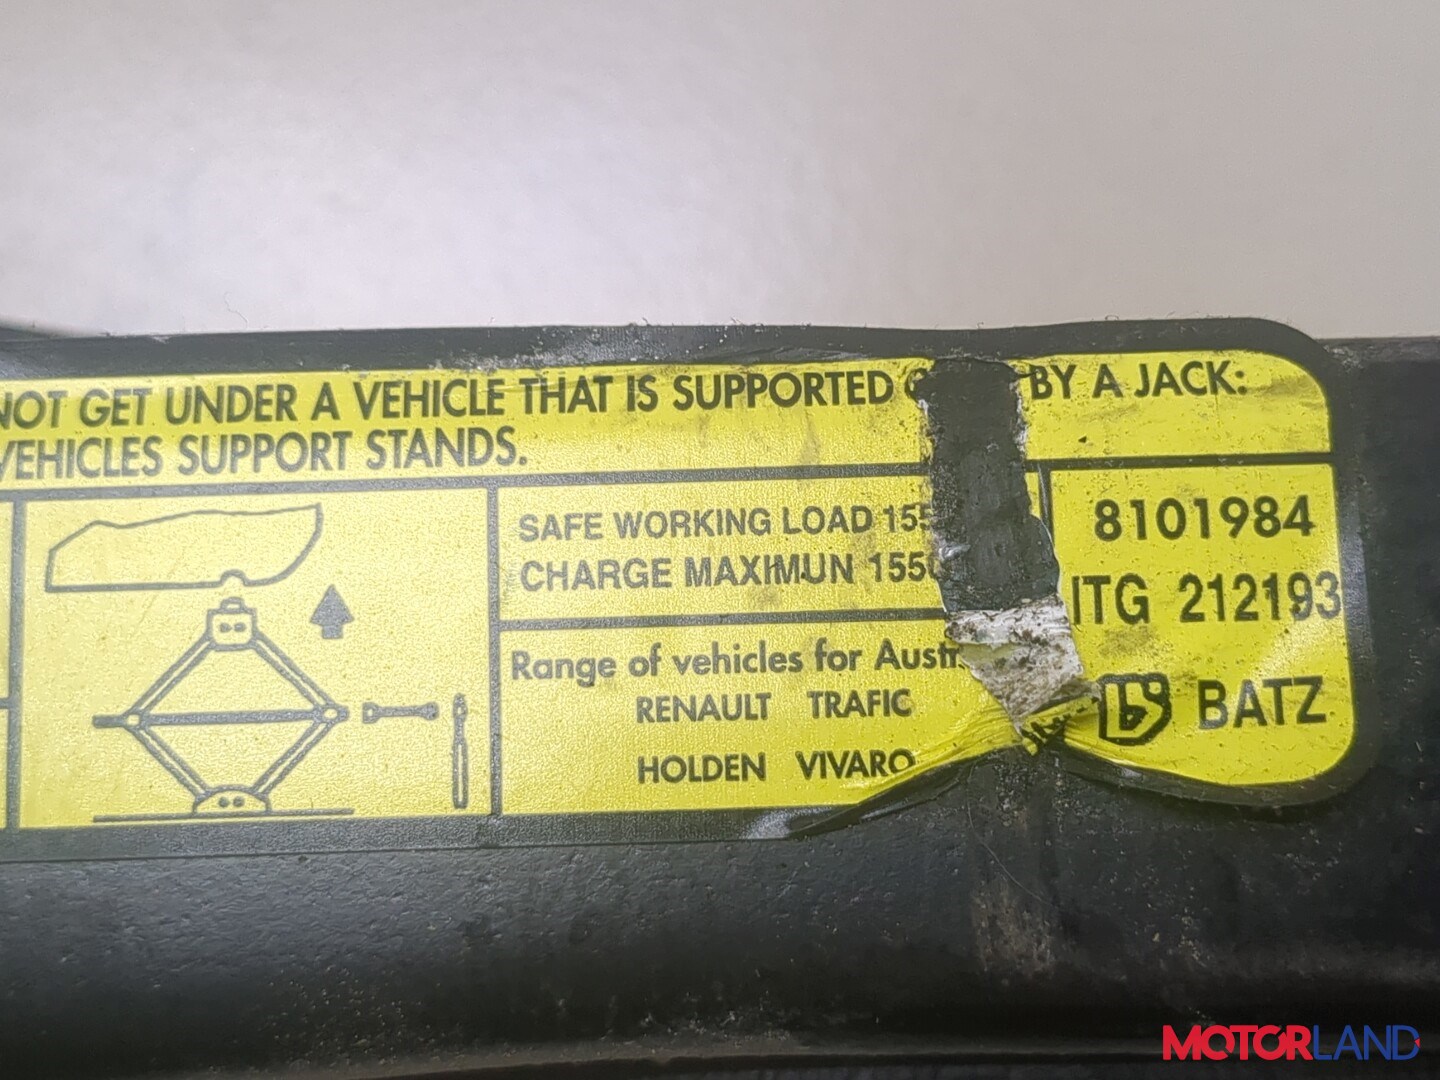 NOT GET UNDER A VEHICLE THAT IS SUPPORTED BY A JACK:
VEHICLES SUPPORT STANDS.
SAFE WORKING LOAD
CHARGE MAXIMUN
Range of vehicles for
RENAULT TRAFIC
HOLDEN VIVARO
8101984
ITG 212193
BATZ
MOTORLAND